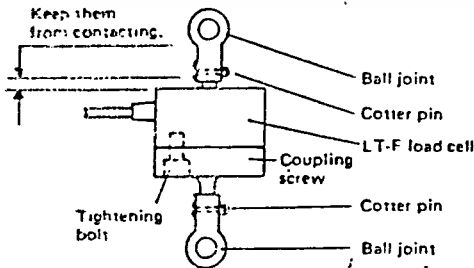 Keep them
from contacting.
Ball joint
Cotter pin
LT-F load cell
Coupling
screw
Cotter pin
Tightening
bolt
Ball joint